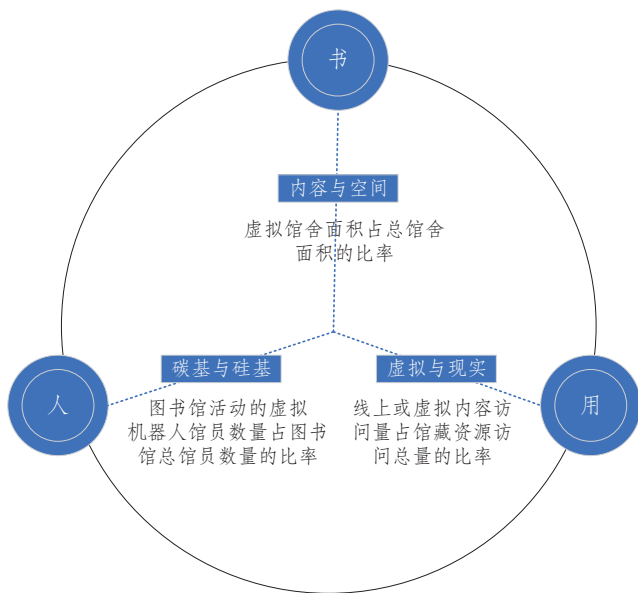 书
内容与空间
虚拟馆舍面积占总馆舍
面积的比率
碳基与硅基
虚拟与现实
人
用
图书馆活动的虚拟
机器人馆员数量占图书
馆总馆员数量的比率
线上或虚拟内容访
问量占馆藏资源访
问总量的比率